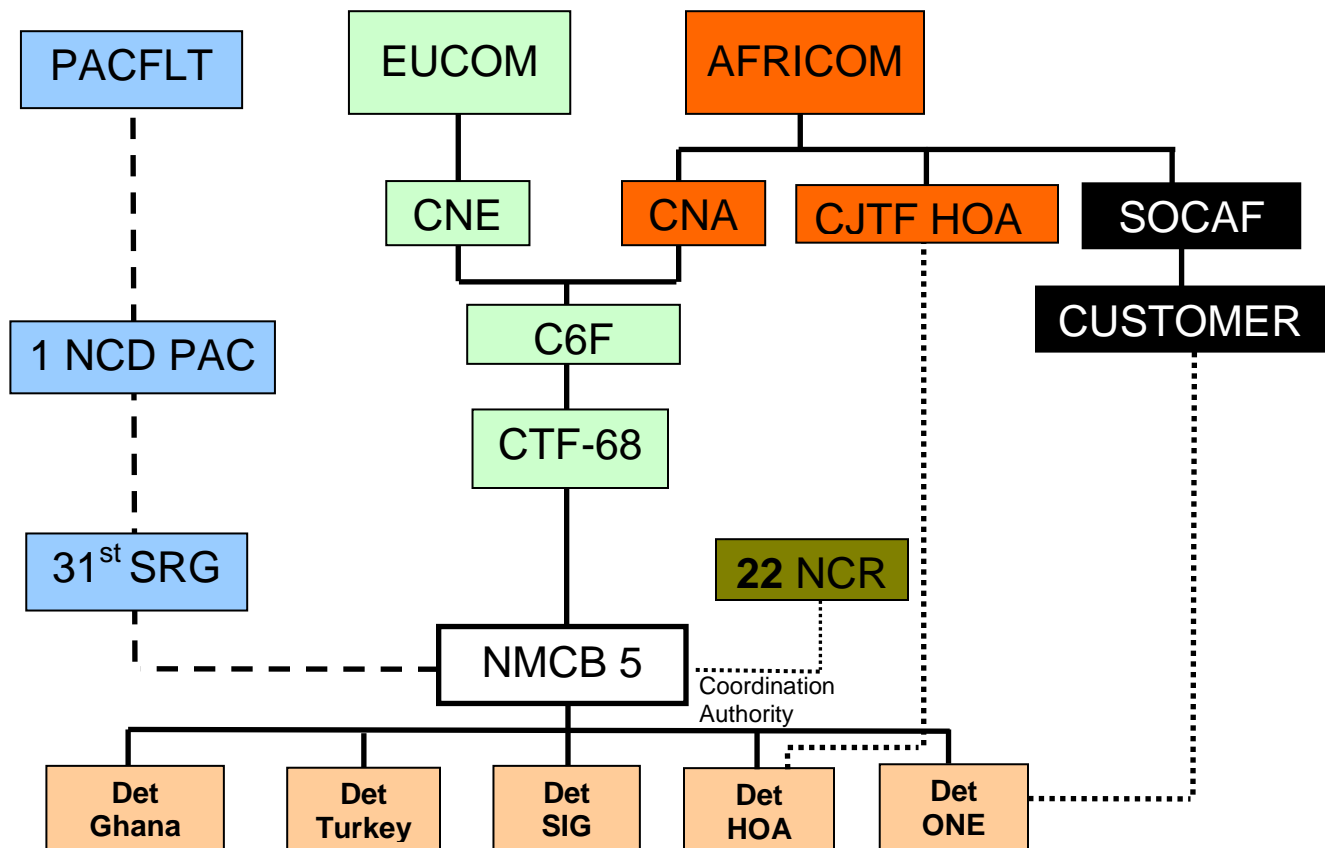 PACFLT
EUCOM
AFRICOM
CNE
CNA
CJTF HOA
SOCAF
C6F
CUSTOMER
1 NCD PAC
CTF-68
31st SRG
22 NCR
NMCB 5
Coordination
Authority
Det
Ghana
Det
Turkey
Det
SIG
Det
HOA
Det
ONE